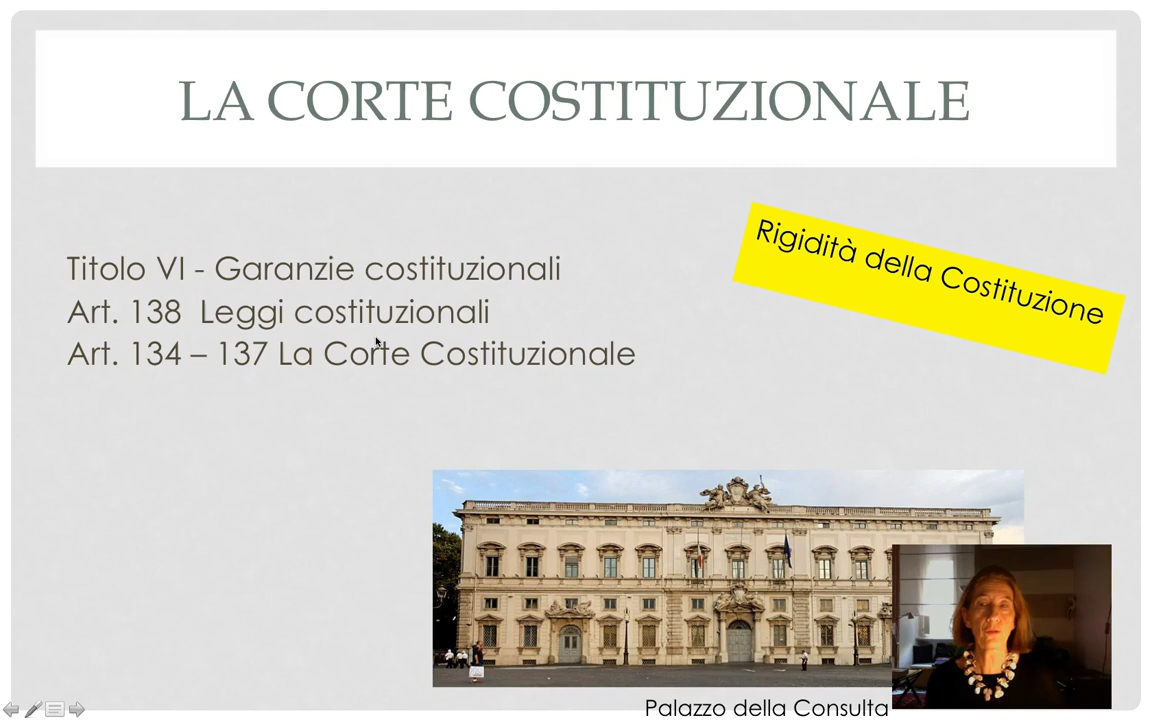 LA CORTE COSTITUZIONALE
Rigidità della Costituzione
Titolo VI - Garanzie costituzionali
Art. 138  Leggi costituzionali
Art. 134 – 137 La Corte Costituzionale
Palazzo della Consulta